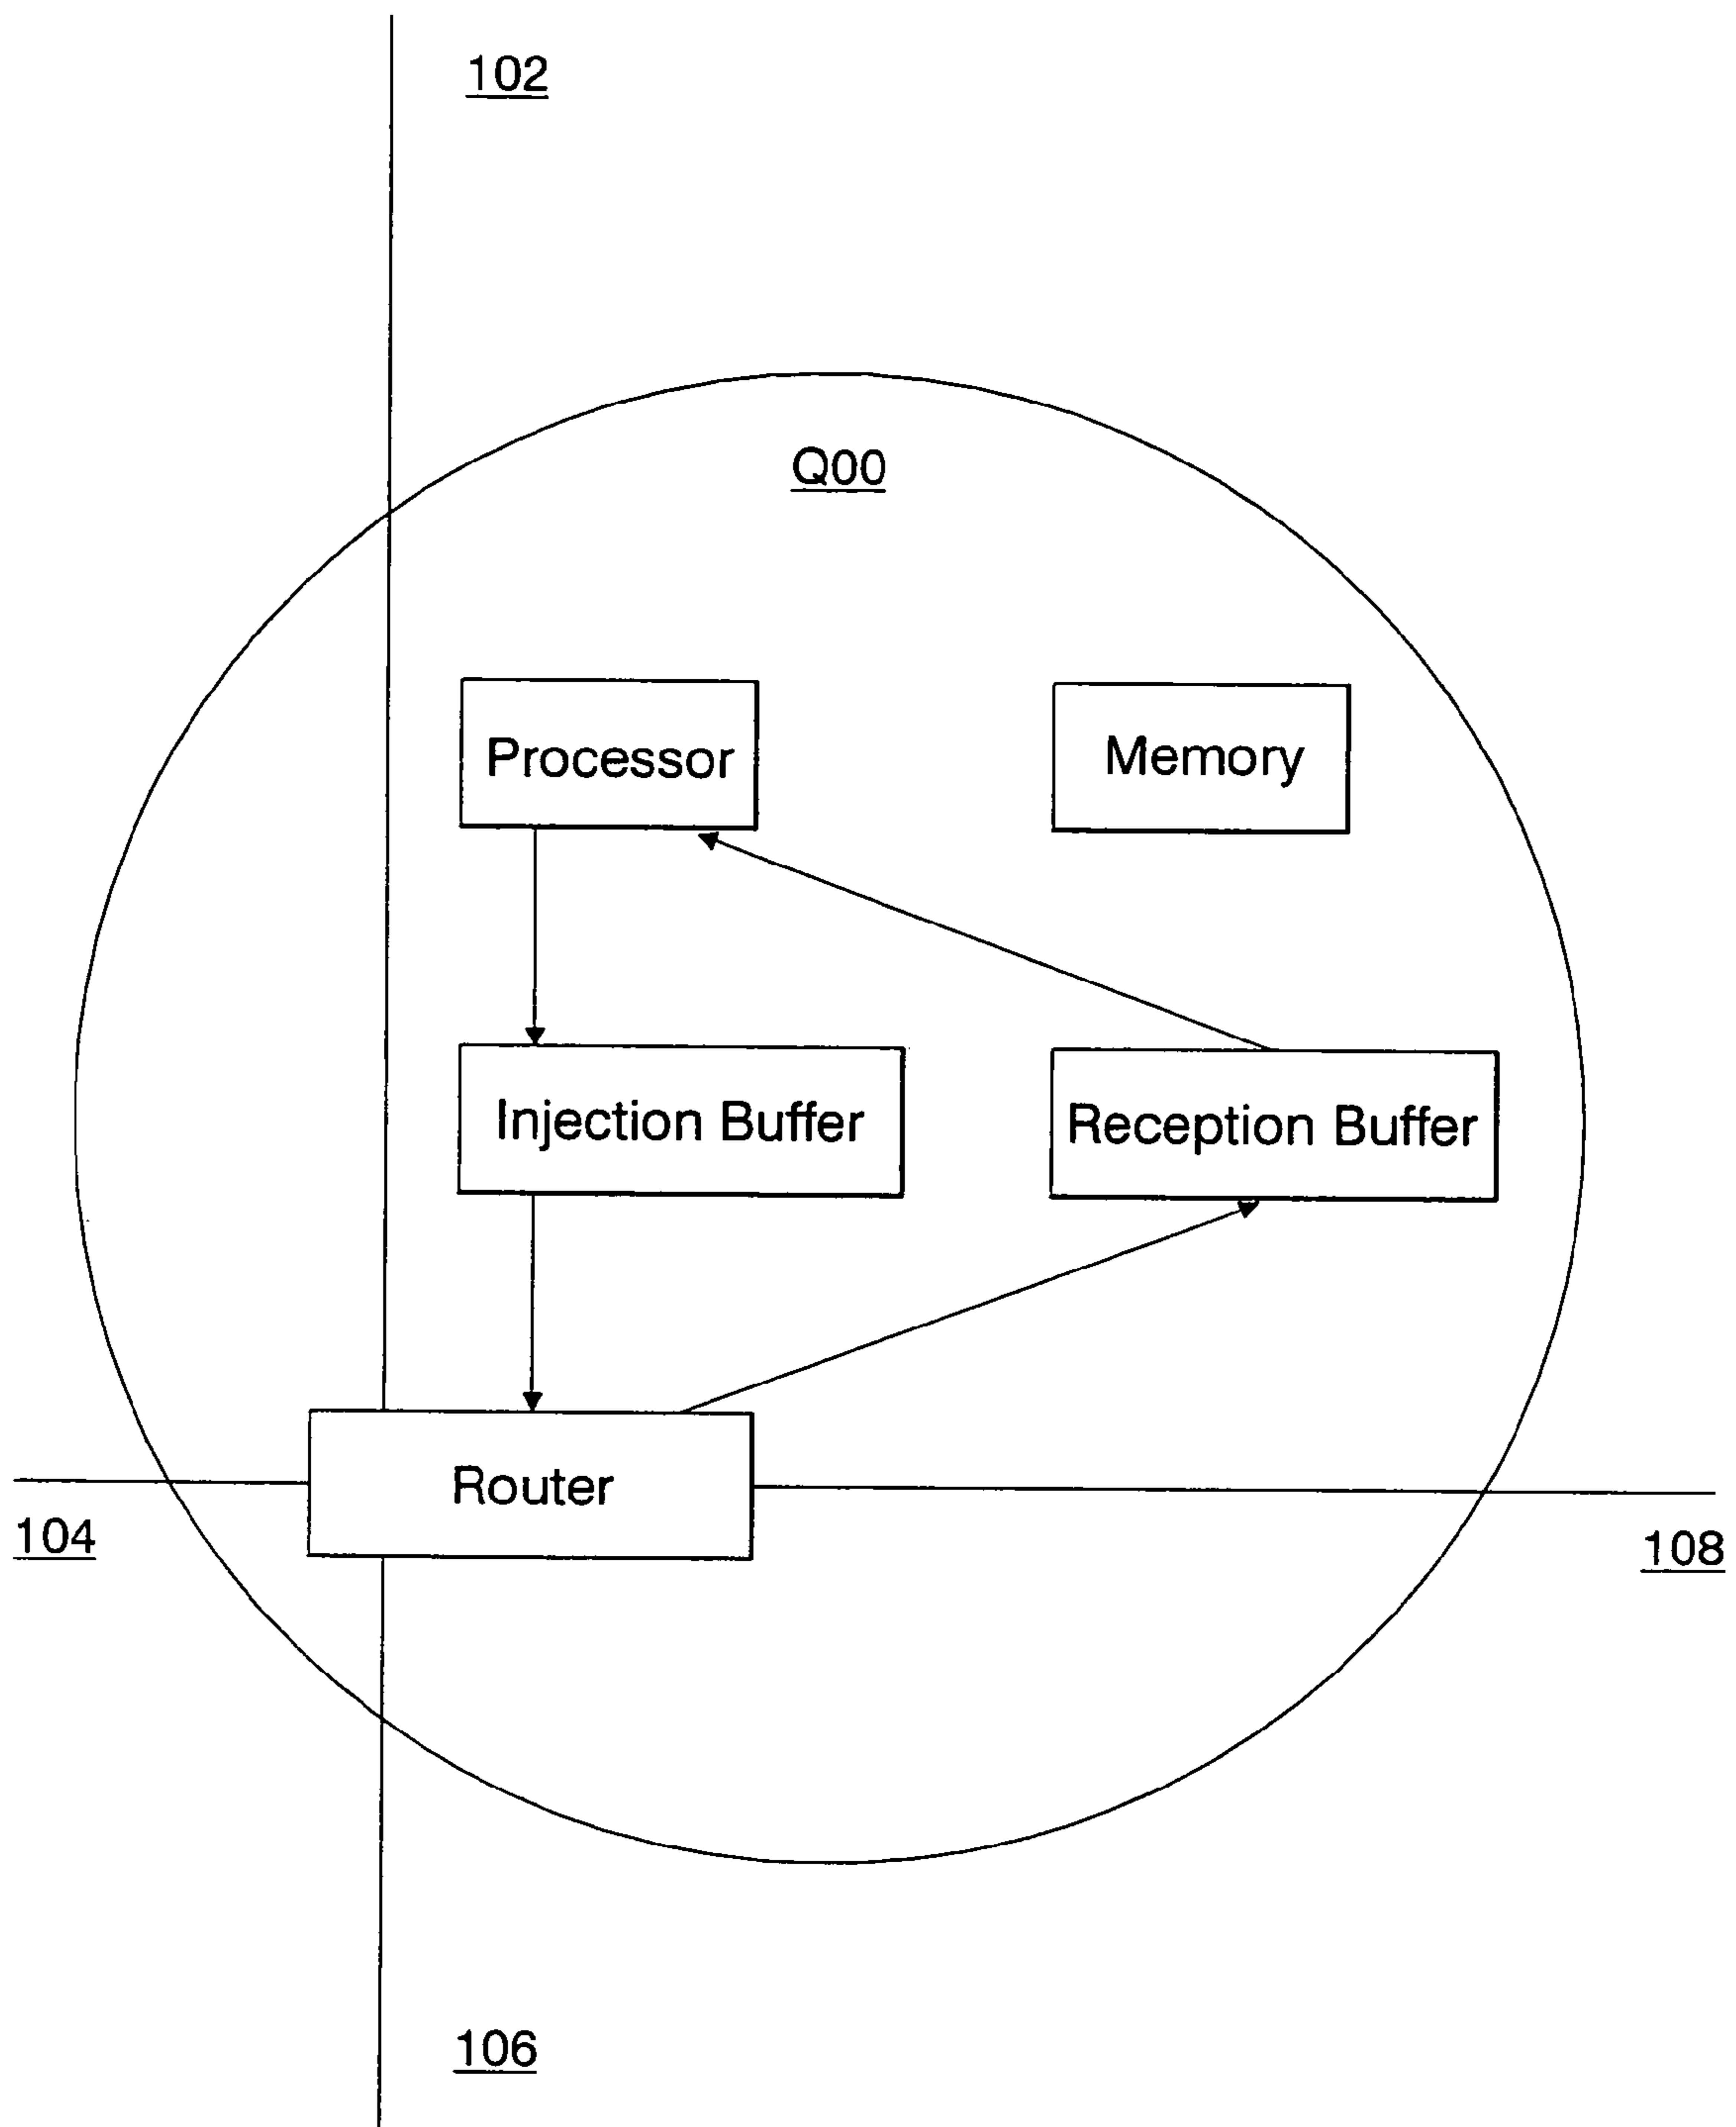 102
Q00
Processor
Memory
Injection Buffer
Reception Buffer
Router
104
108
106